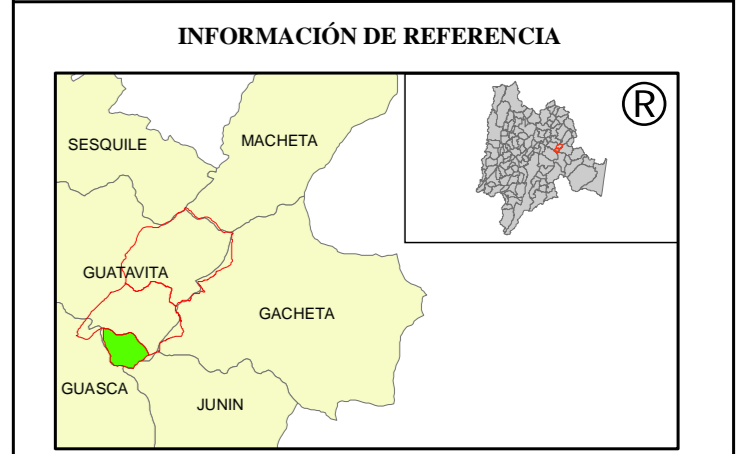 INFORMACIÓN DE REFERENCIA
®
SESQUILE
MACHETA
GUATAVITA
GACHETA
GUASCA
JUNIN